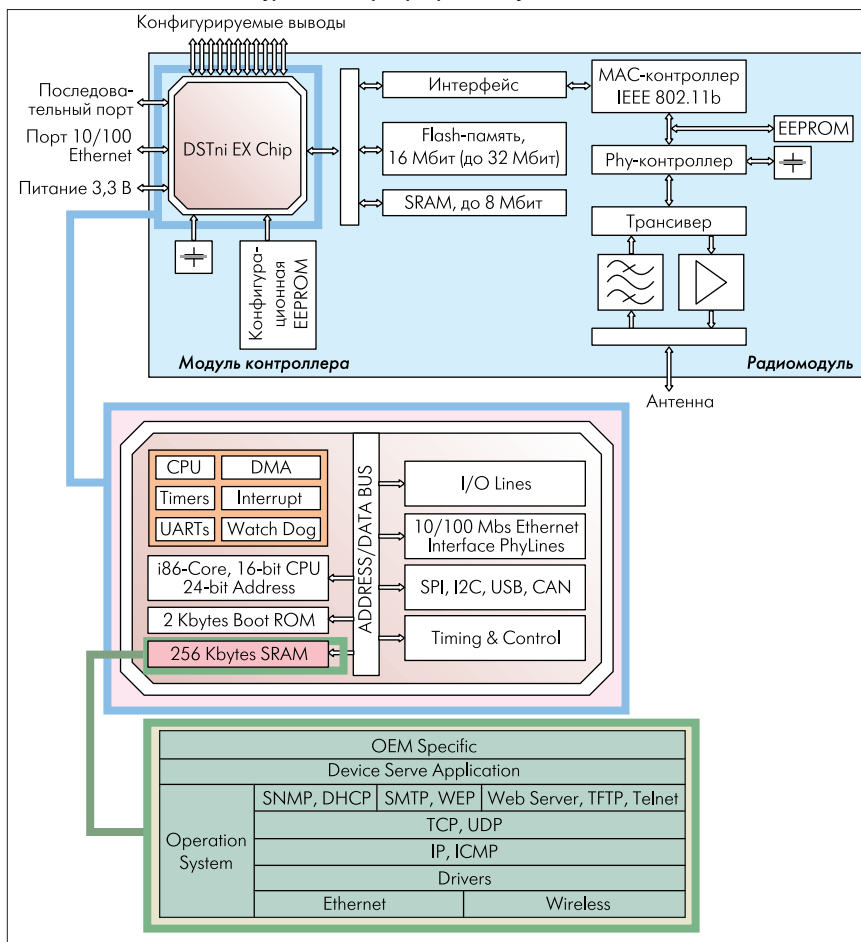 Конфигурируемые выводы
Последова-
тельный порт
Порт 10/100
Ethernet
Питание 3,3 В
DSTni EX Chip
Конфигура-
ционная
EEPROM
Интерфейс
Flash-память,
16 Мбит (до 32 Мбит)
SRAM, до 8 Мбит
MAC-контроллер
IEEE 802.11b
EEPROM
Phy-контроллер
Трансивер
Модуль контроллера
Радиомодуль
Антенна
CPU
DMA
Timers
Interrupt
UARTs
Watch Dog
i86-Core, 16-bit CPU
24-bit Address
2 Kbytes Boot ROM
256 Kbytes SRAM
ADDRESS/DATA BUS
I/O Lines
10/100 Mbs Ethernet
Interface PhyLines
SPI, I2C, USB, CAN
Timing & Control
OEM Specific
Device Serve Application
Operation
System
SNMP, DHCP
SMTP, WEP
Web Server, TFTP, Telnet
TCP, UDP
IP, ICMP
Drivers
Ethernet
Wireless